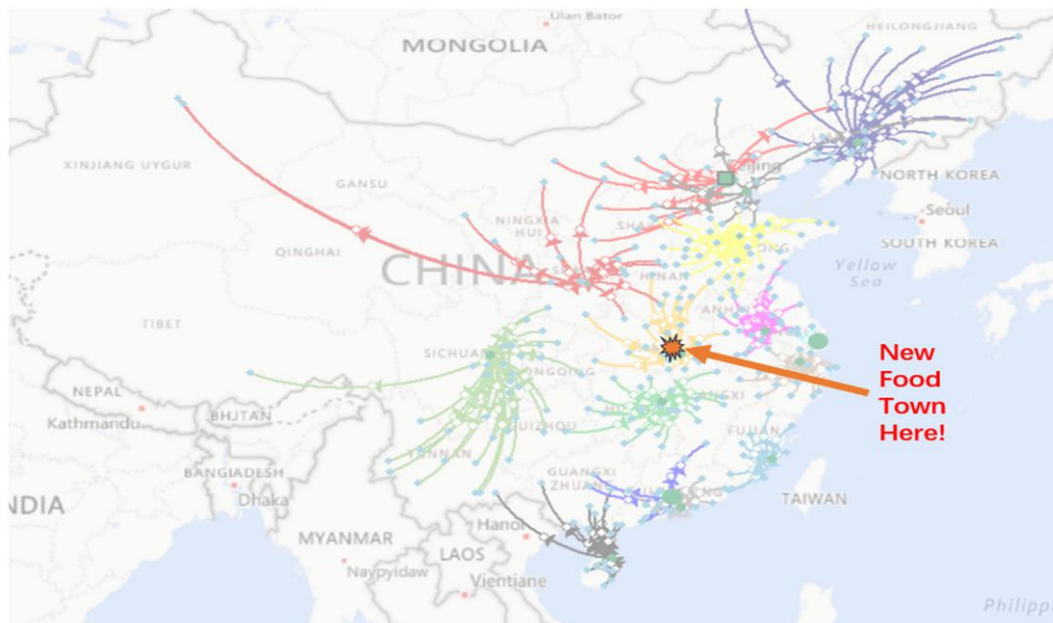 Ulan Bator
HEILONGJIANG
MONGOLIA
XINJIANG UYGUR
GANSU
eijing
NORTH KOREA
NINGXIA
HUI
Seoul
SOUTH KOREA
QINGHAI
CHINA
Yellow
Sea
TIBET
SICHUAN
New
Food
Town
Here!
NEPAL
Kathmandu
BHUTAN
FUJIAN
YUNNAN
GUANGXI
ZHUAN
BANGLADESH
Dhaka
TAIWAN
NDIA
Hanoi
MYANMAR
LAOS
Naypyidaw
Vientiane
Philipp